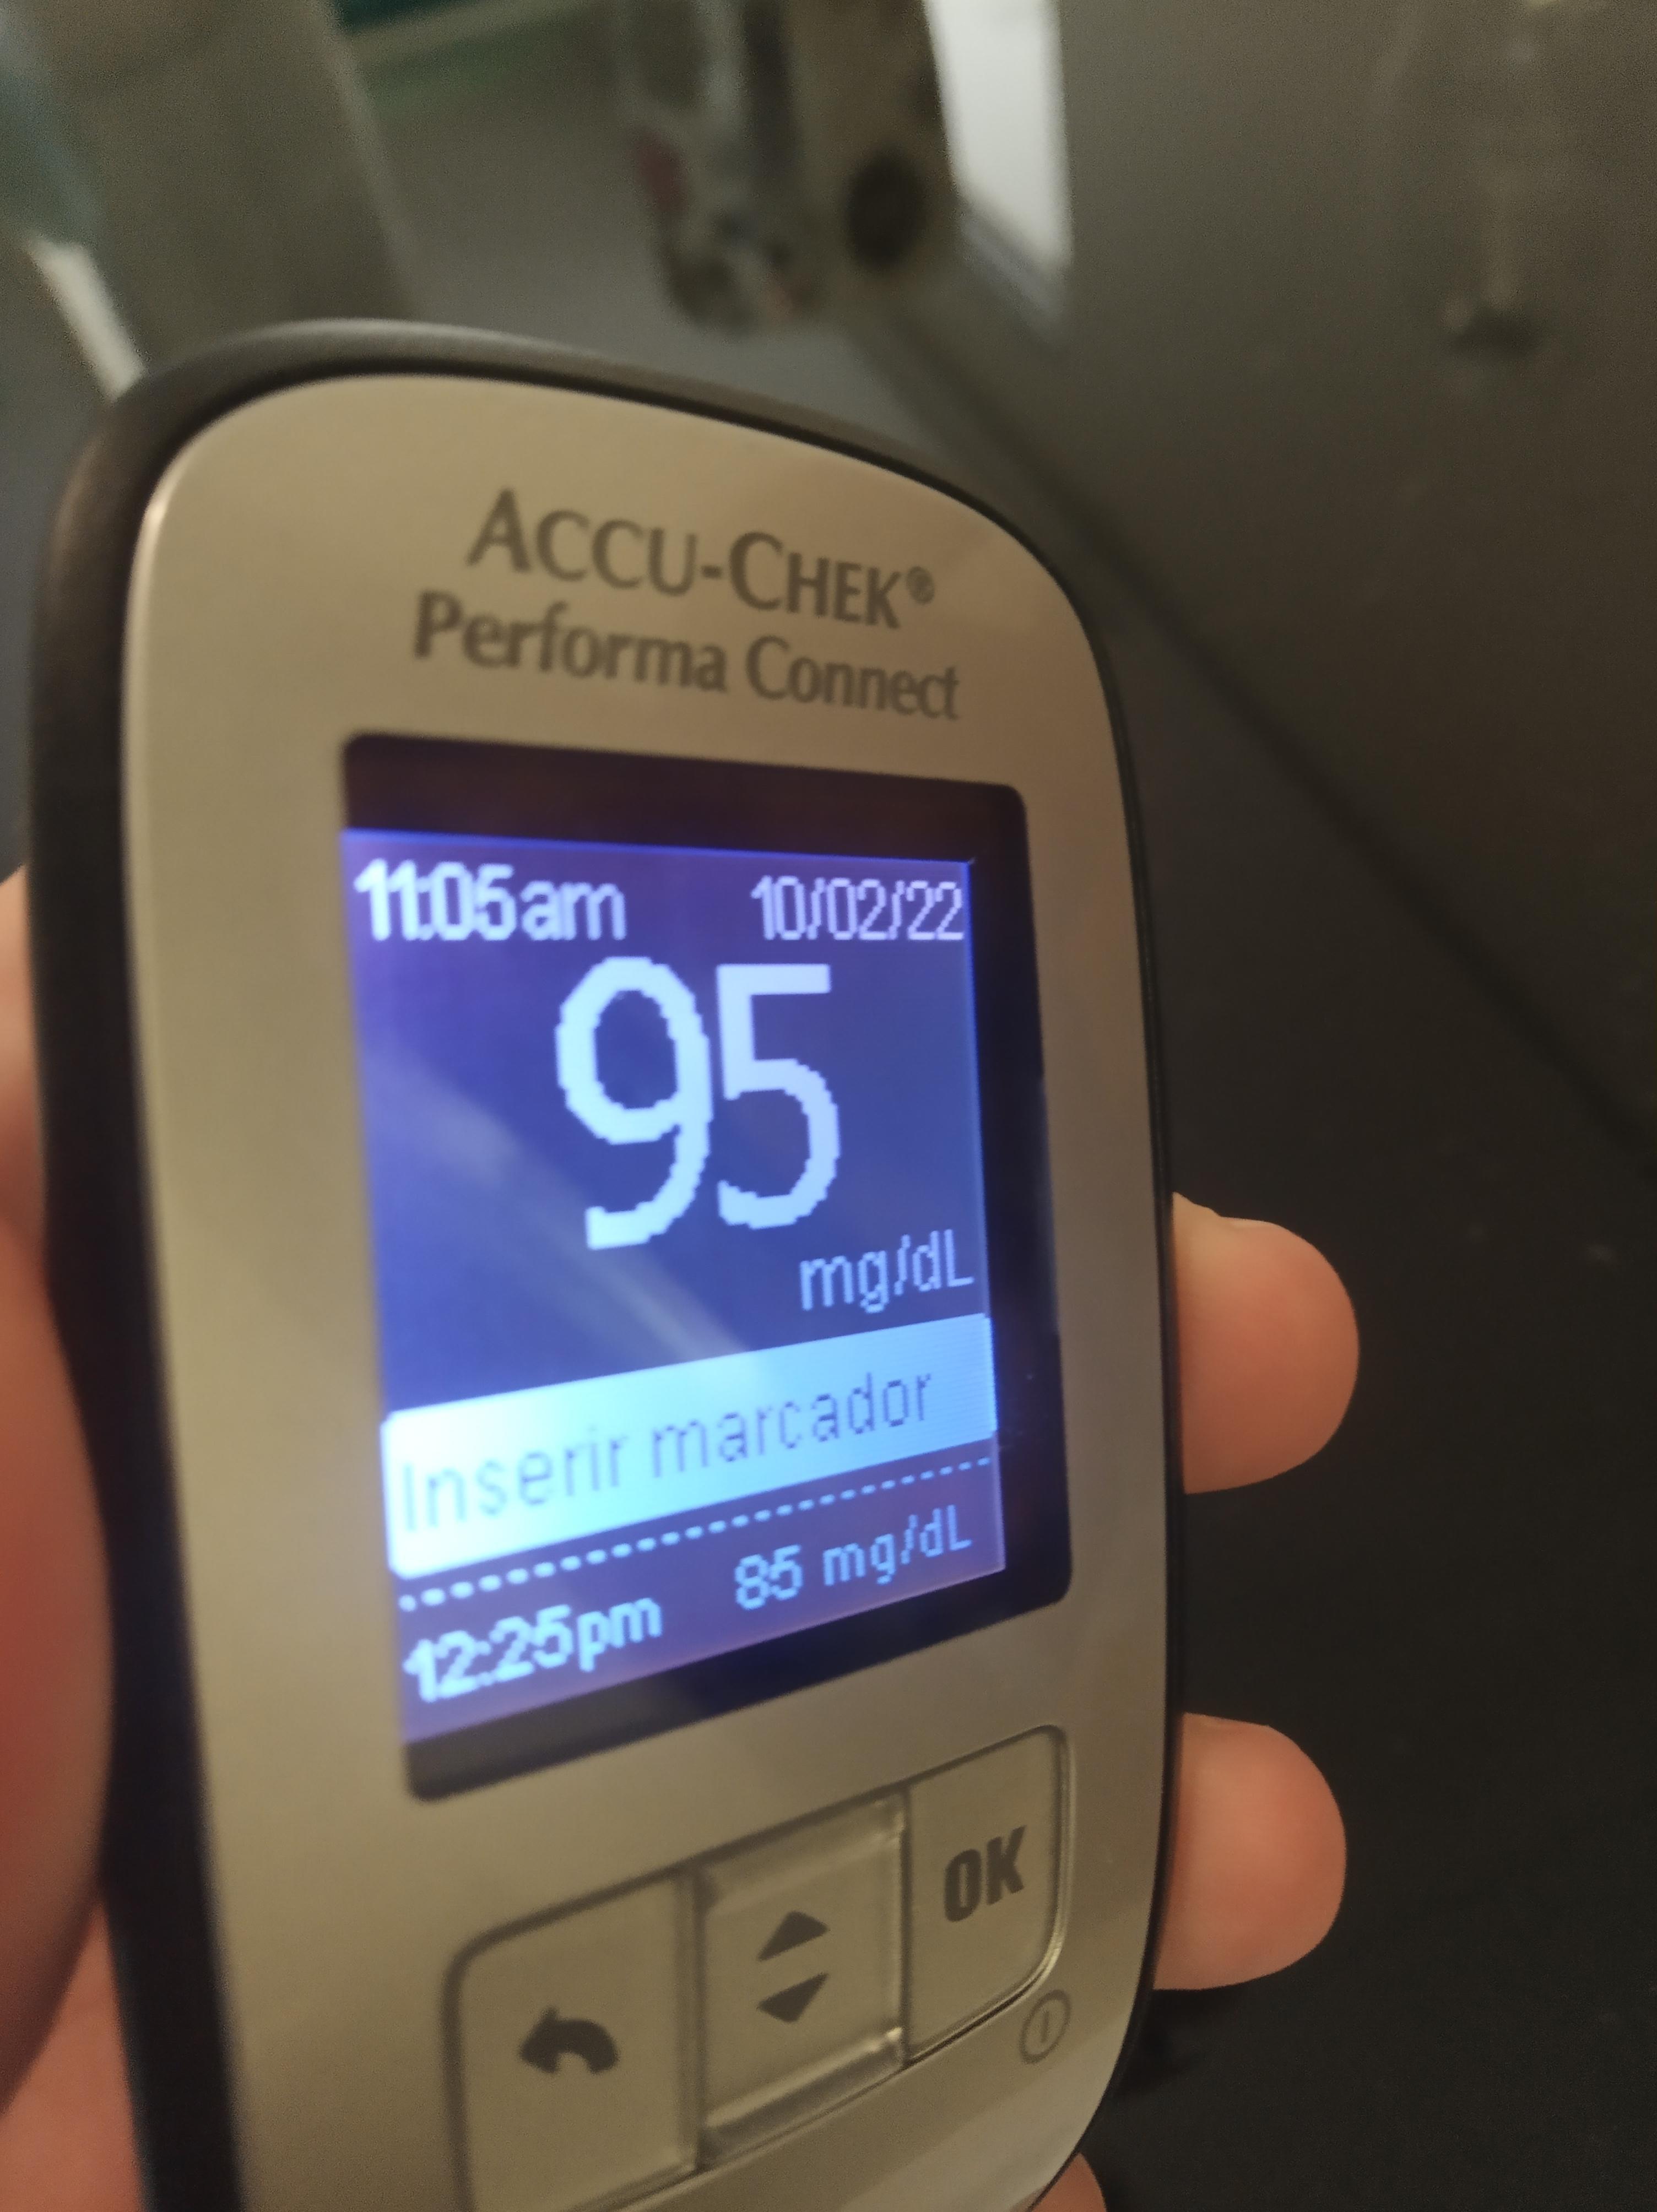 ACCU-CHEK®
Performa Connect
11:05am 10/02/22
95
mg/dL
Inserir marcador
12:25pm 85 mg/dL
OK